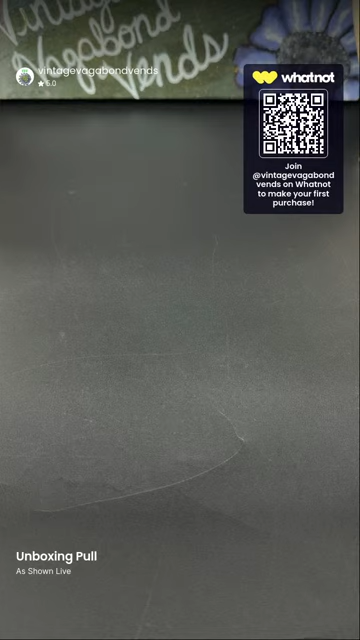 Vintage
Vagabond
Vends
vintagevagabondvends
★5.0
whatnot
Join
@vintagevagabond
vends on Whatnot
to make your first
purchase!
Unboxing Pull
As Shown Live